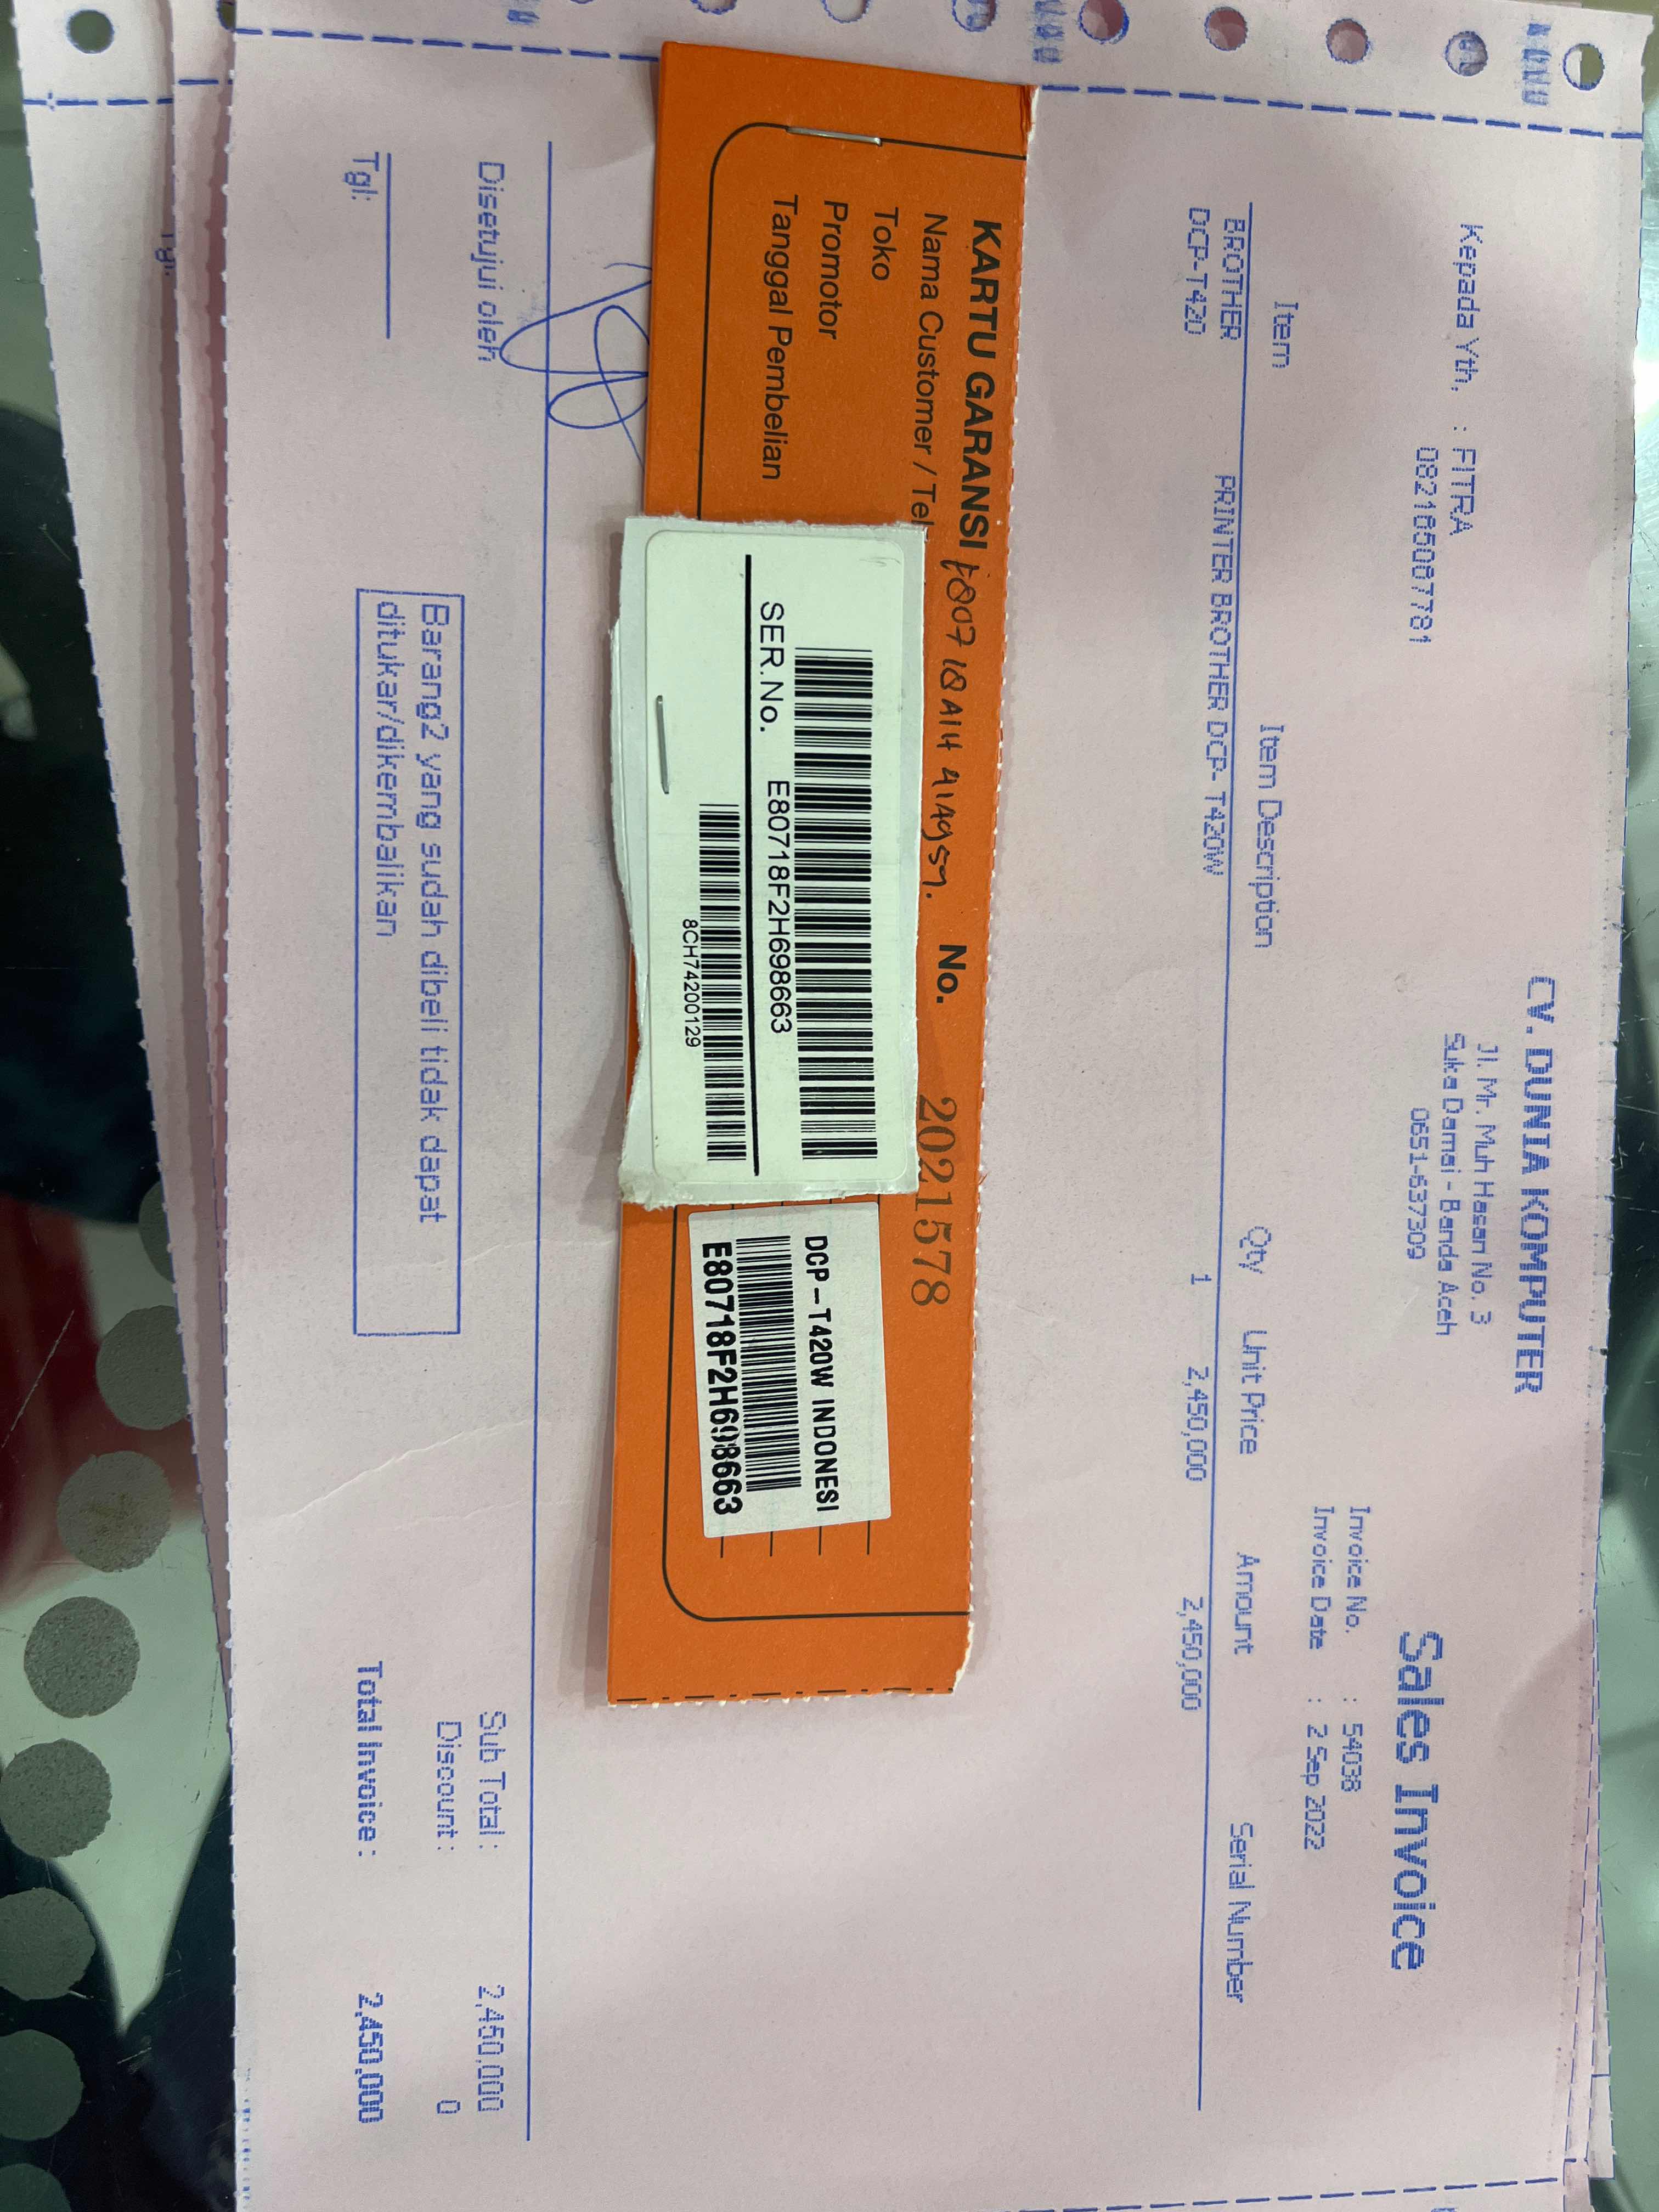 CV. DUNIA KOMPUTER
Jl. Mr. Muh Hasan No. 3
Suka Damai - Banda Aceh
0651-637309
Sales Invoice
Kepada Yth. : FITRA
082165087781
Invoice No. : 54038
Invoice Date : 2 Sep 2022
Item Item Description Qty Unit Price Amount Serial Number
BROTHER PRINTER BROTHER DCP- T420W 1 2,450,000 2,450,000
DCP-T420
KARTU GARANSI No. 2021578
Nama Customer / Tel
Toko
Promotor
Tanggal Pembelian
SER.No. E80718F2H698663
8CH74200129
DCP-T420W INDONESI
E80718F2H698663
Disetujui oleh
Tgl:
Barang2 yang sudah dibeli tidak dapat
ditukar/dikembalikan
Sub Total : 2,450,000
Discount : 0
Total Invoice : 2,450,000
Tgl: